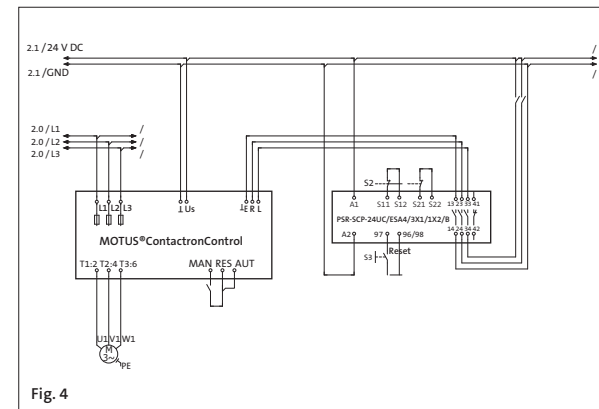 2.1 / 24 V DC
2.1 / GND
/
/
2.0 / L1
2.0 / L2
2.0 / L3
/
/
/
L1 L2 L3
⊥ Us
⊥E R L
MOTUS®ContactronControl
T1:2 T2:4 T3:6
MAN RES AUT
U1 V1 W1
M
3~
PE
S2
A1 S11 S12 S21 S22 13 23 33 41
PSR-SCP-24UC/ESA4/3X1/1X2/B
A2 97 96/98 14 24 34 42
Reset
S3
Fig. 4